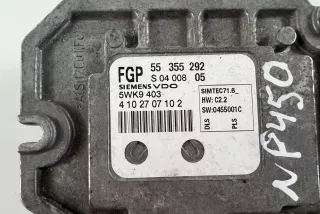 FGP 55 355 292
S 04 008 05
SIEMENS VDO
5WK9 403
4 10 27 07 10 2
SIMTEC71.6_
HW: C2.2
SW:0455001C
DLS PLS
NP450